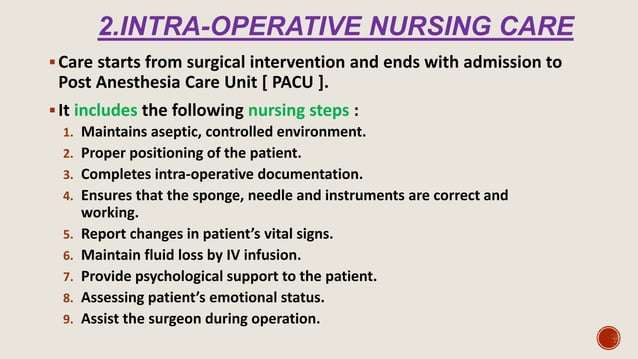 2.INTRA-OPERATIVE NURSING CARE
▪Care starts from surgical intervention and ends with admission to
Post Anesthesia Care Unit [ PACU ].
▪It includes the following nursing steps :
1. Maintains aseptic, controlled environment.
2. Proper positioning of the patient.
3. Completes intra-operative documentation.
4. Ensures that the sponge, needle and instruments are correct and
working.
5. Report changes in patient’s vital signs.
6. Maintain fluid loss by IV infusion.
7. Provide psychological support to the patient.
8. Assessing patient’s emotional status.
9. Assist the surgeon during operation.